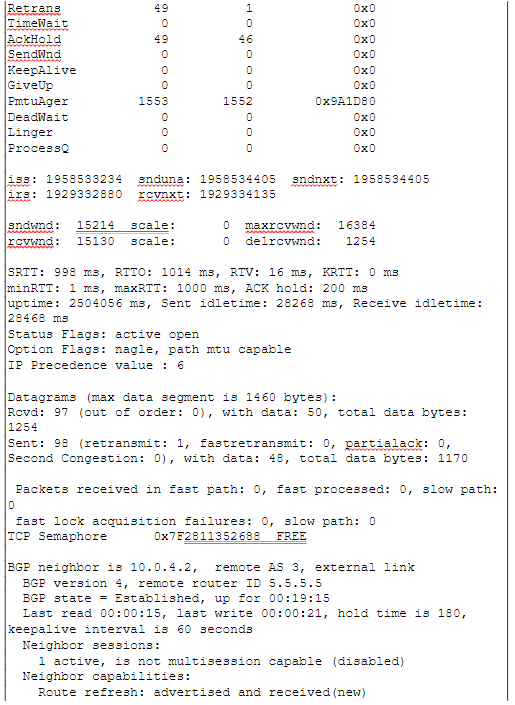 Retrans 49 1 0x0
TimeWait 0 0 0x0
AckHold 49 46 0x0
SendWnd 0 0 0x0
KeepAlive 0 0 0x0
GiveUp 0 0 0x0
PmtuAger 1553 1552 0x9A1D80
DeadWait 0 0 0x0
Linger 0 0 0x0
ProcessQ 0 0 0x0
iss: 1958533234 snduna: 1958534405 sndnxt: 1958534405
irs: 1929332880 rcvnxt: 1929334135
sndwnd: 15214 scale: 0 maxrcvwnd: 16384
rcvwnd: 15130 scale: 0 delrcvwnd: 1254
SRTT: 998 ms, RTTO: 1014 ms, RTV: 16 ms, KRTT: 0 ms
minRTT: 1 ms, maxRTT: 1000 ms, ACK hold: 200 ms
uptime: 2504056 ms, Sent idletime: 28268 ms, Receive idletime:
28468 ms
Status Flags: active open
Option Flags: nagle, path mtu capable
IP Precedence value : 6
Datagrams (max data segment is 1460 bytes):
Rcvd: 97 (out of order: 0), with data: 50, total data bytes:
1254
Sent: 98 (retransmit: 1, fastretransmit: 0, partialack: 0,
Second Congestion: 0), with data: 48, total data bytes: 1170
Packets received in fast path: 0, fast processed: 0, slow path:
0
fast lock acquisition failures: 0, slow path: 0
TCP Semaphore 0x7F2811352688 FREE
BGP neighbor is 10.0.4.2, remote AS 3, external link
BGP version 4, remote router ID 5.5.5.5
BGP state = Established, up for 00:19:15
Last read 00:00:15, last write 00:00:21, hold time is 180,
keepalive interval is 60 seconds
Neighbor sessions:
1 active, is not multisession capable (disabled)
Neighbor capabilities:
Route refresh: advertised and received(new)